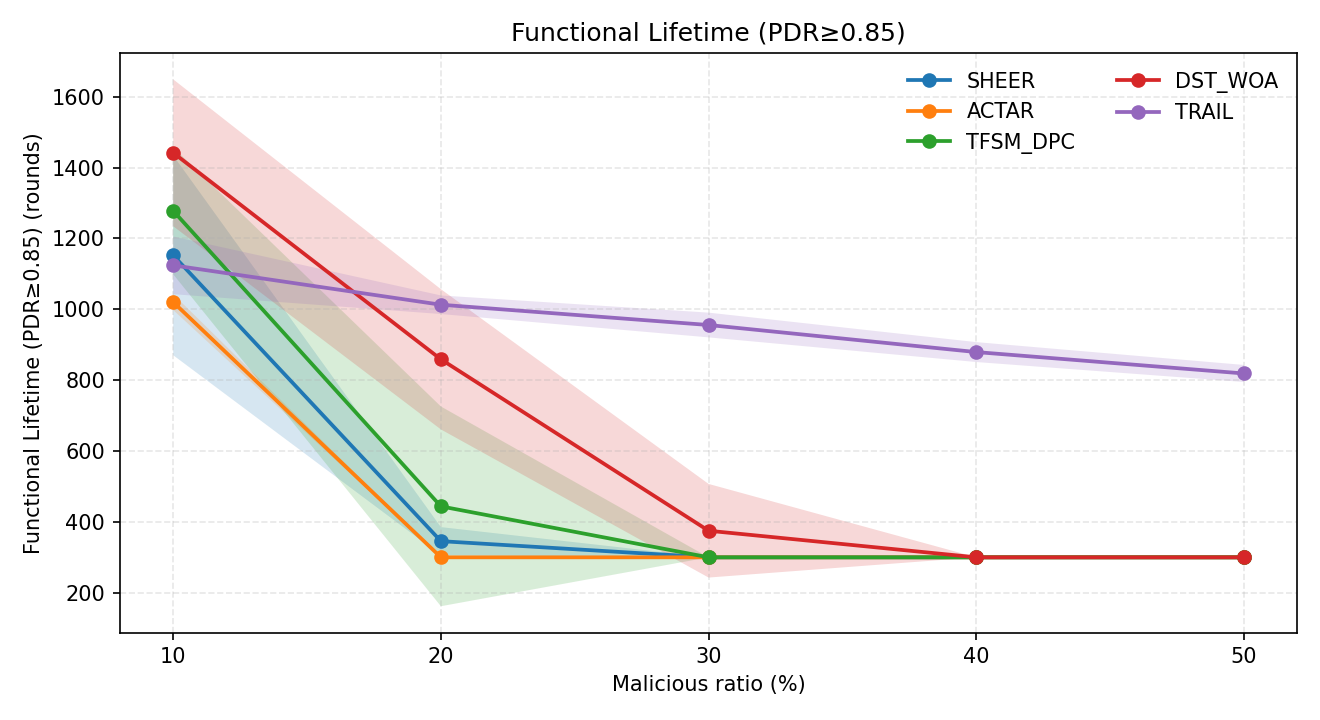 Functional Lifetime (PDR≥0.85)
Functional Lifetime (PDR≥0.85) (rounds)
1600
1400
1200
1000
800
600
400
200
SHEER
ACTAR
TFSM_DPC
DST_WOA
TRAIL
10 20 30 40 50
Malicious ratio (%)